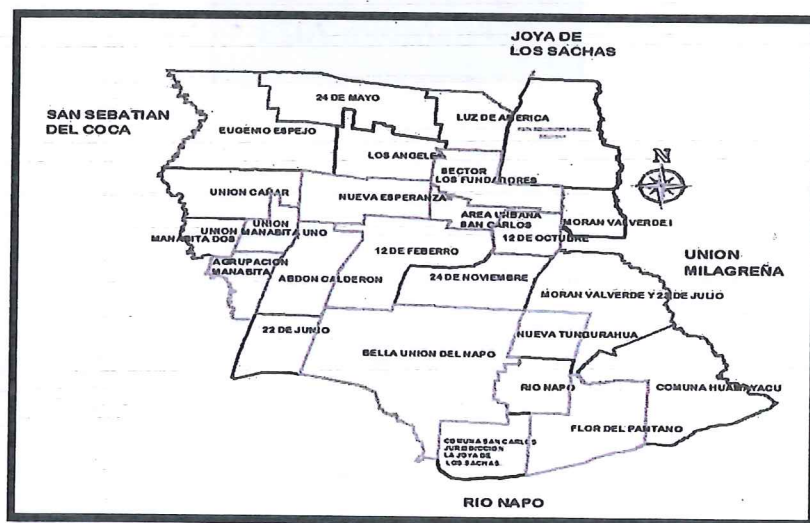 JOYA DE
LOS SACHAS
SAN SEBATIAN
DEL COCA
24 DE MAYO
LUZ DE AMERICA
EUGENIO ESPEJO
LOS ANGELES
SECTOR
LOS FUNDADORES
N
UNION CAÑAR
NUEVA ESPERANZA
AREA URBANA
SAN CARLOS
MORAN VALVERDE I
UNION
MANABITA UNO
MANABITA DOS
12 DE OCTUBRE
12 DE FEBERRO
UNION
MILAGREÑA
AGRUPACION
MANABITA
ABDON CALDERON
24 DE NOVIEMBRE
MORAN VALVERDE Y 23 DE JULIO
22 DE JUNIO
NUEVA TUNGURAHUA
BELLA UNION DEL NAPO
RIO NAPO
COMUNA HUAMAYACU
FLOR DEL PANTANO
COMUNA SAN CARLOS
JURISDICCION
LA JOYA DE
LOS SACHAS
RIO NAPO